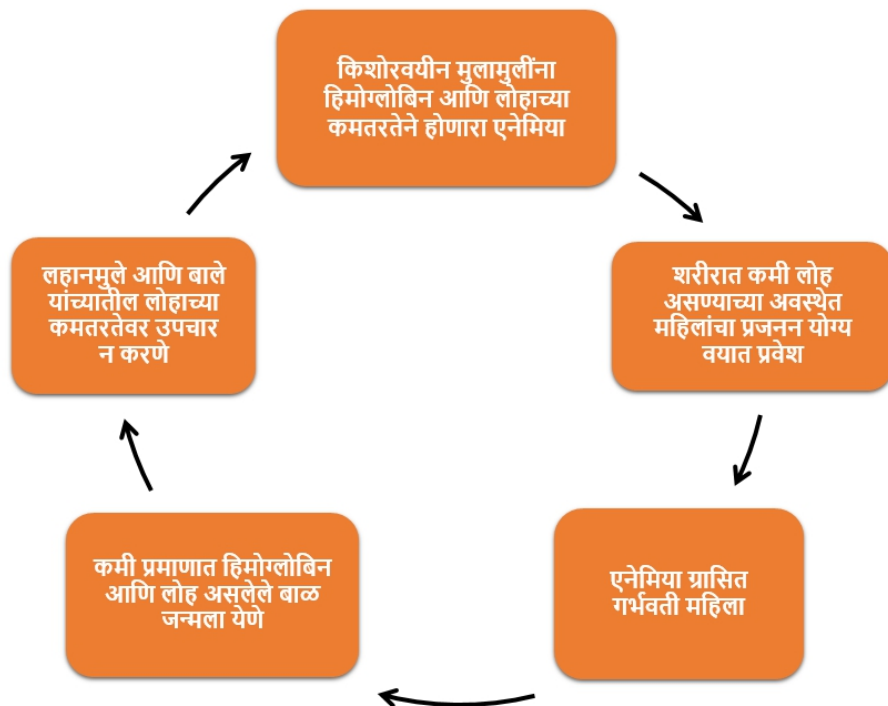 किशोरवयीन मुलामुलींना
हिमोग्लोबिन आणि लोहाच्या
कमतरतेने होणारा एनेमिया
शरीरात कमी लोह
असण्याच्या अवस्थेत
महिलांचा प्रजनन योग्य
वयात प्रवेश
एनेमिया ग्रासित
गर्भवती महिला
कमी प्रमाणात हिमोग्लोबिन
आणि लोह असलेले बाळ
जन्मला येणे
लहानमुले आणि बाले
यांच्यातील लोहाच्या
कमतरतेवर उपचार
न करणे